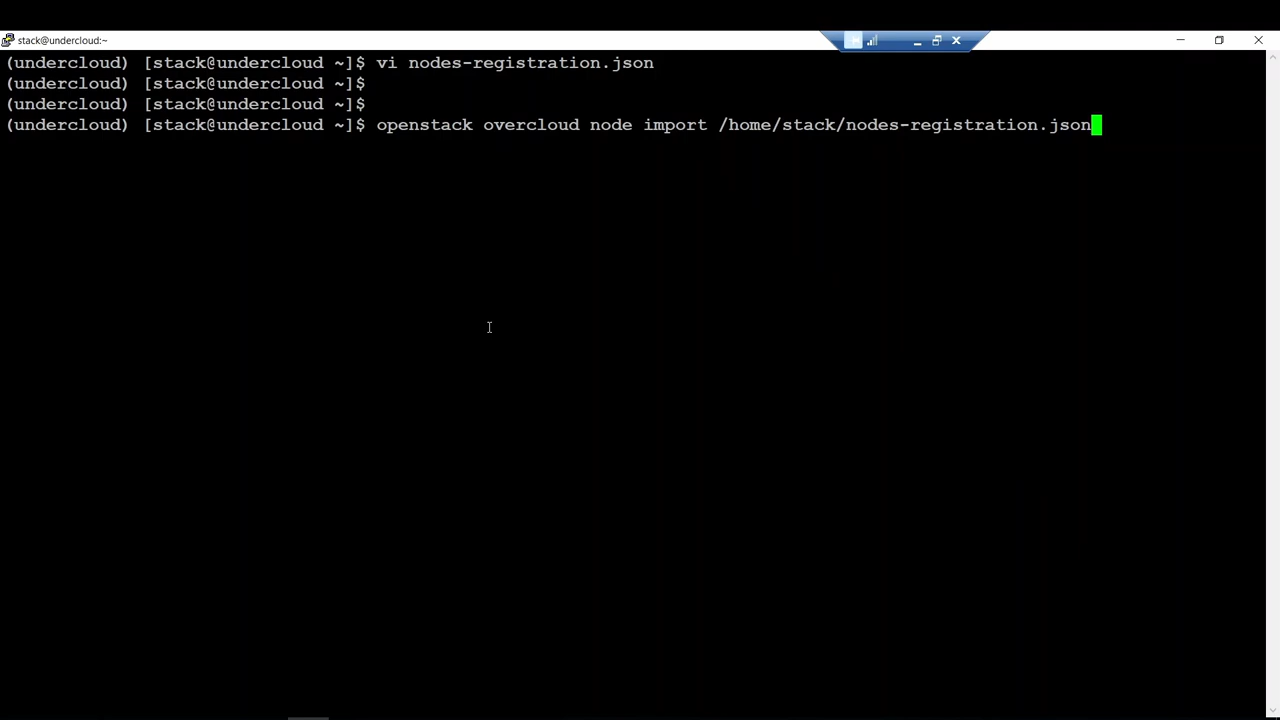 stack@undercloud:~
(undercloud) [stack@undercloud ~]$ vi nodes-registration.json
(undercloud) [stack@undercloud ~]$
(undercloud) [stack@undercloud ~]$
(undercloud) [stack@undercloud ~]$ openstack overcloud node import /home/stack/nodes-registration.json